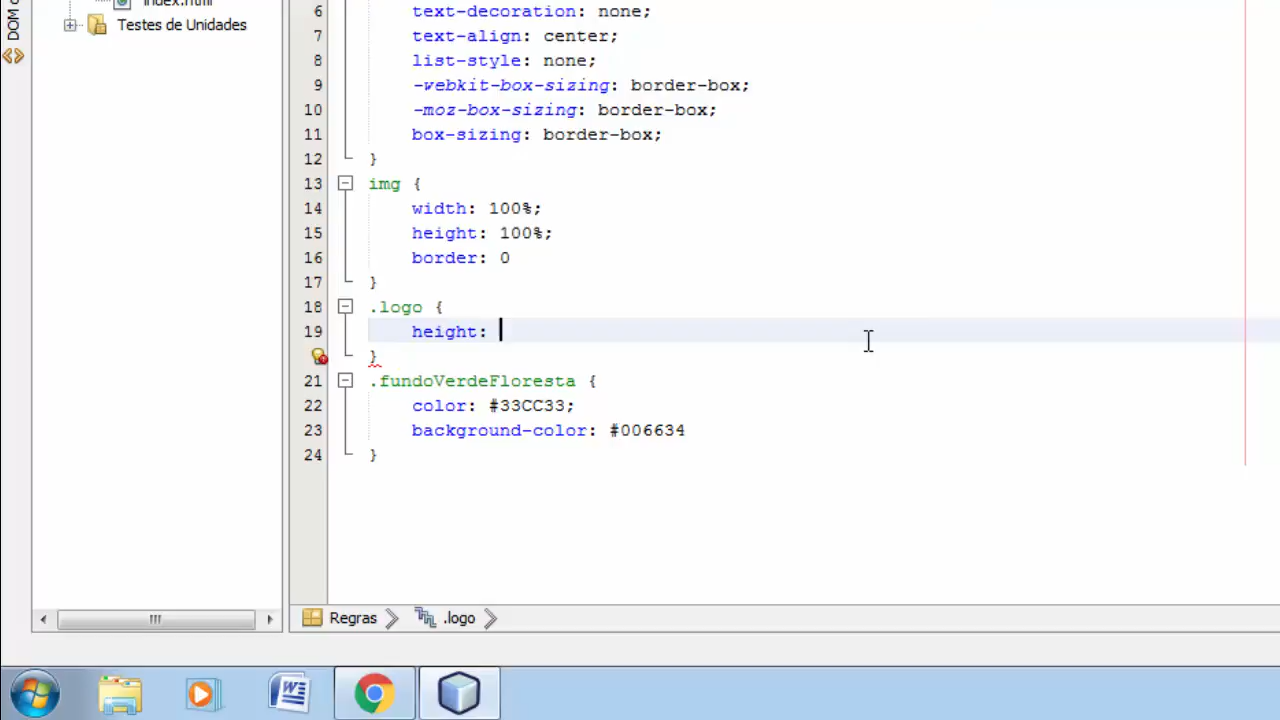 DOM
index.html
Testes de Unidades
6 text-decoration: none;
7 text-align: center;
8 list-style: none;
9 -webkit-box-sizing: border-box;
10 -moz-box-sizing: border-box;
11 box-sizing: border-box;
12 }
13 img {
14 width: 100%;
15 height: 100%;
16 border: 0
17 }
18 .logo {
19 height:
}
21 .fundoVerdeFloresta {
22 color: #33CC33;
23 background-color: #006634
24 }
Regras .logo